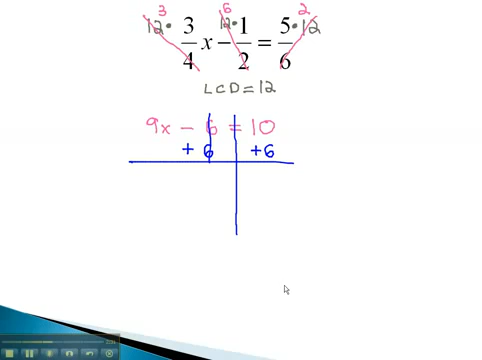 3 6 2
12 · 3/4 x − 12 · 1/2 = 5/6 · 12
LCD = 12
9x − 6 = 10
+ 6 + 6